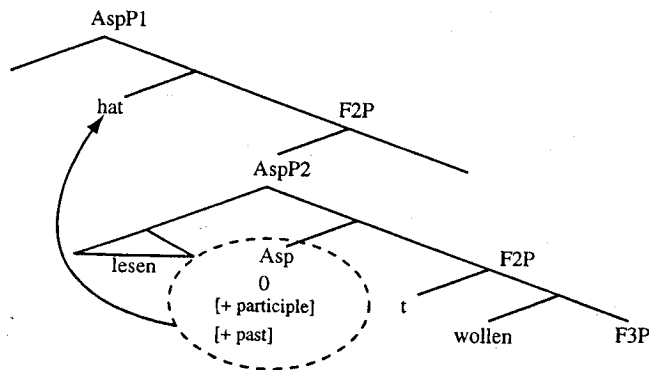 AspP1
hat
F2P
AspP2
lesen
Asp
F2P
0
[+ participle]
t
[+ past]
wollen
F3P